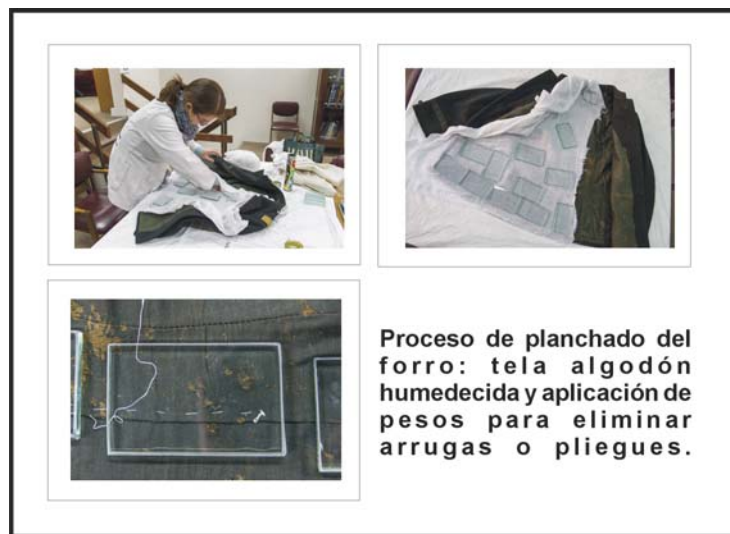 Proceso de planchado del
forro: tela algodón
humedecida y aplicación de
pesos para eliminar
arrugas o pliegues.